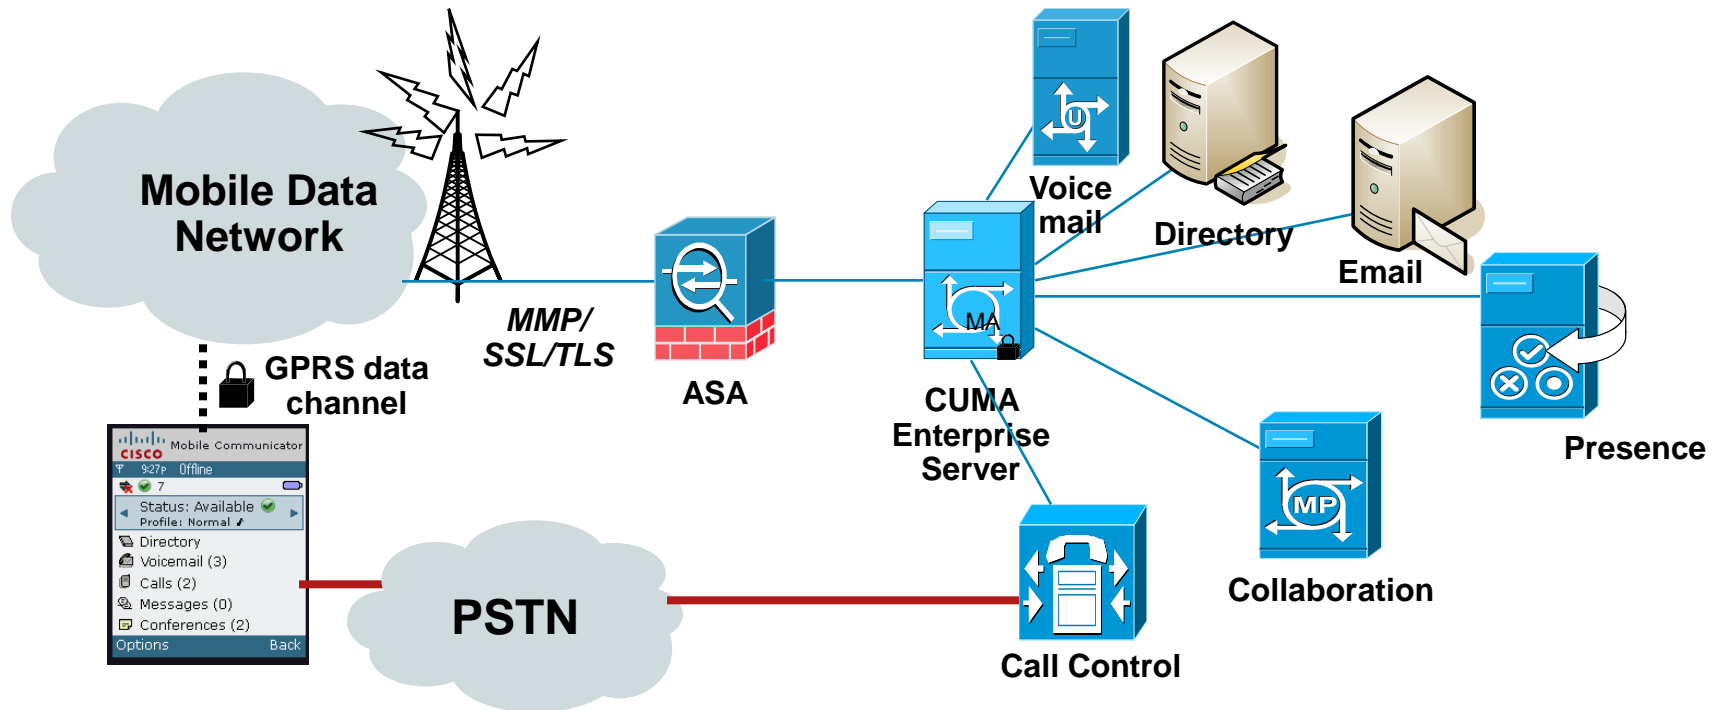 Mobile Data
Network
MMP/
SSL/TLS
GPRS data
channel
ASA
U
Voice
mail
Directory
Email
MA
CUMA
Enterprise
Server
Presence
MP
Collaboration
Call Control
PSTN
CISCO Mobile Communicator
9:27P Offline
7
Status: Available
Profile: Normal
Directory
Voicemail (3)
Calls (2)
Messages (0)
Conferences (2)
Options Back